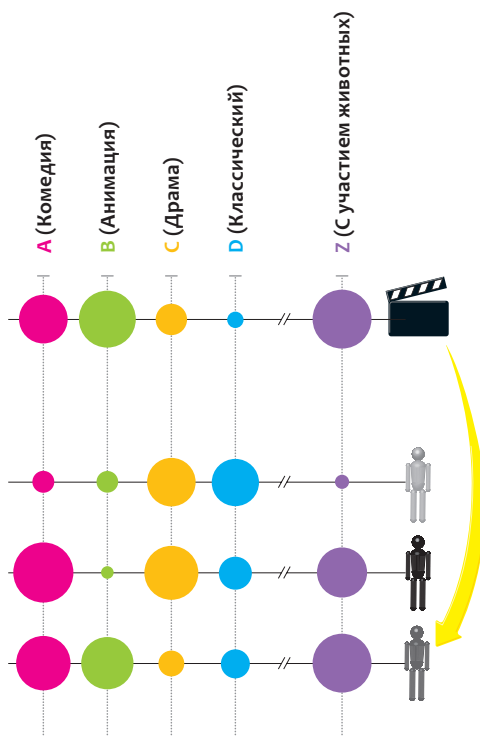 A (Комедия)
B (Анимация)
C (Драма)
D (Классический)
Z (С участием животных)